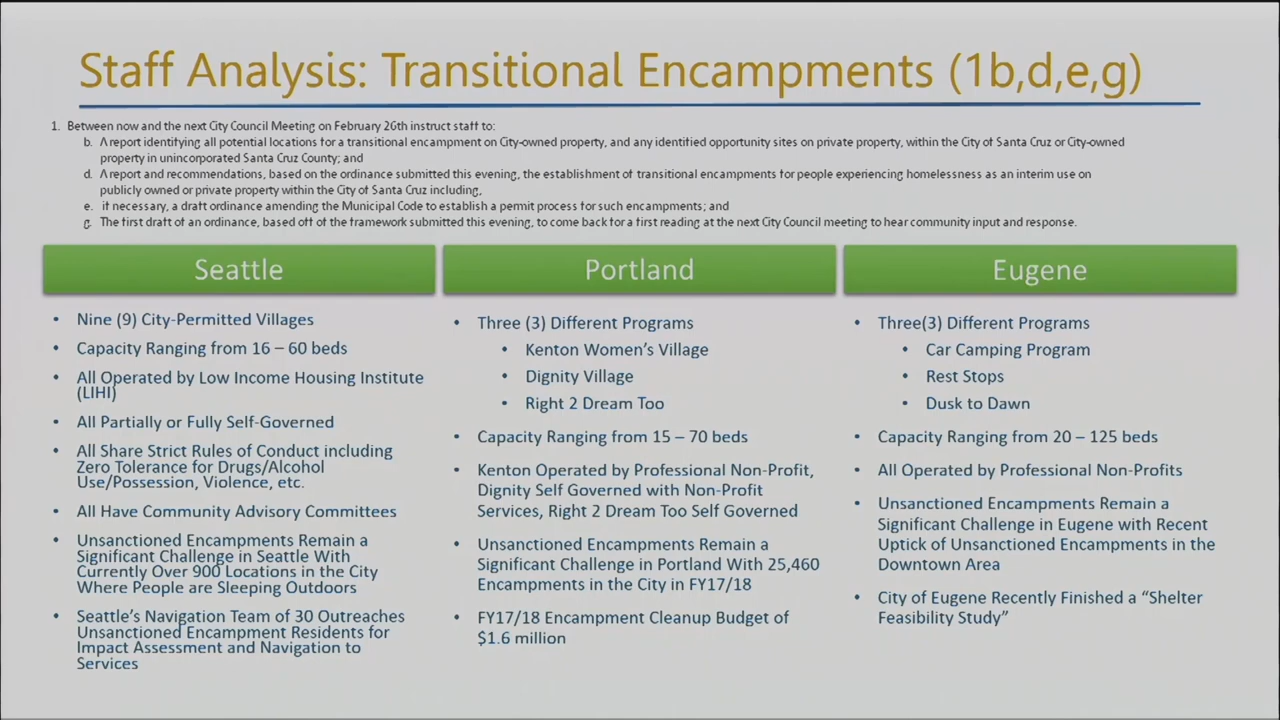 Staff Analysis: Transitional Encampments (1b,d,e,g)
1. Between now and the next City Council Meeting on February 26th instruct staff to:
b. A report identifying all potential locations for a transitional encampment on City-owned property, and any identified opportunity sites on private property, within the City of Santa Cruz or City-owned
property in unincorporated Santa Cruz County; and
d. A report and recommendations, based on the ordinance submitted this evening, the establishment of transitional encampments for people experiencing homelessness as an interim use on
publicly owned or private property within the City of Santa Cruz including,
e. if necessary, a draft ordinance amending the Municipal Code to establish a permit process for such encampments; and
g. The first draft of an ordinance, based off of the framework submitted this evening, to come back for a first reading at the next City Council meeting to hear community input and response.
Seattle
• Nine (9) City-Permitted Villages
• Capacity Ranging from 16 – 60 beds
• All Operated by Low Income Housing Institute
(LIHI)
• All Partially or Fully Self-Governed
• All Share Strict Rules of Conduct including
Zero Tolerance for Drugs/Alcohol
Use/Possession, Violence, etc.
• All Have Community Advisory Committees
• Unsanctioned Encampments Remain a
Significant Challenge in Seattle With
Currently Over 900 Locations in the City
Where People are Sleeping Outdoors
• Seattle's Navigation Team of 30 Outreaches
Unsanctioned Encampment Residents for
Impact Assessment and Navigation to
Services
Portland
• Three (3) Different Programs
• Kenton Women's Village
• Dignity Village
• Right 2 Dream Too
• Capacity Ranging from 15 – 70 beds
• Kenton Operated by Professional Non-Profit,
Dignity Self Governed with Non-Profit
Services, Right 2 Dream Too Self Governed
• Unsanctioned Encampments Remain a
Significant Challenge in Portland With 25,460
Encampments in the City in FY17/18
• FY17/18 Encampment Cleanup Budget of
$1.6 million
Eugene
• Three(3) Different Programs
• Car Camping Program
• Rest Stops
• Dusk to Dawn
• Capacity Ranging from 20 – 125 beds
• All Operated by Professional Non-Profits
• Unsanctioned Encampments Remain a
Significant Challenge in Eugene with Recent
Uptick of Unsanctioned Encampments in the
Downtown Area
• City of Eugene Recently Finished a "Shelter
Feasibility Study"